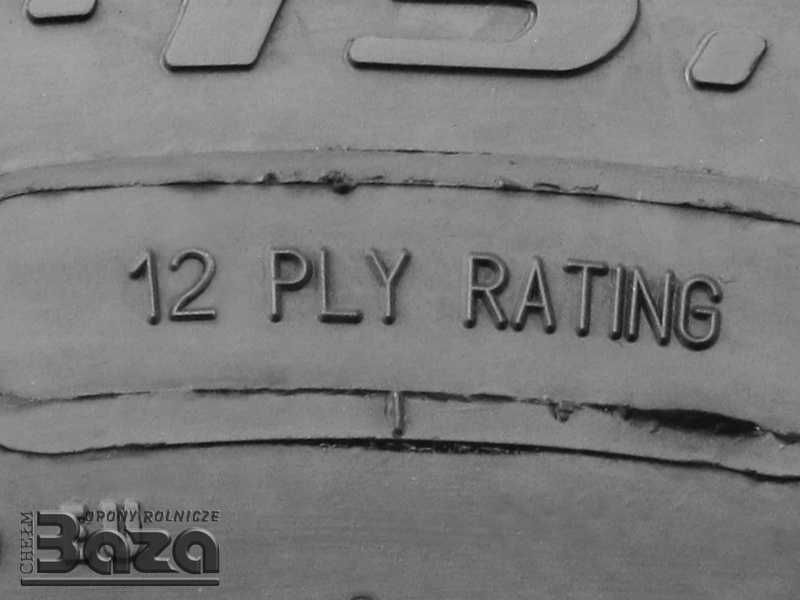 12 PLY RATING
OPONY ROLNICZE
CHEŁM
Baza